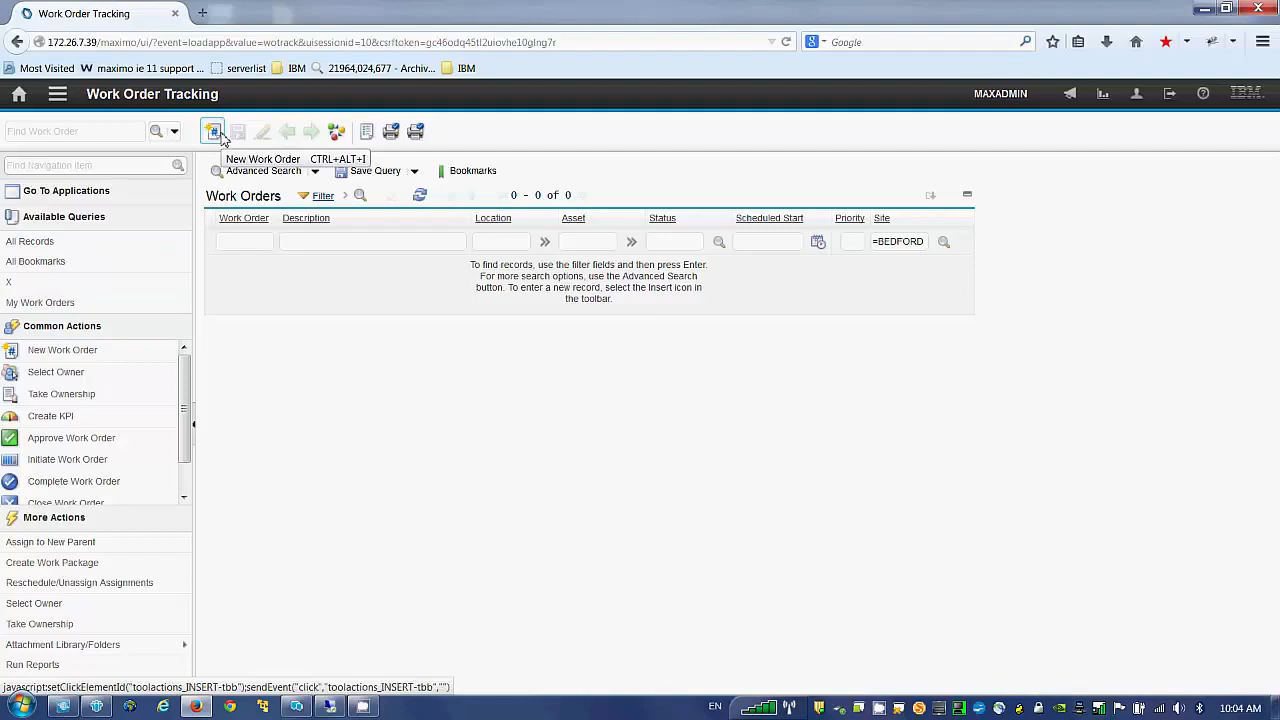 Work Order Tracking
172.26.7.39/maximo/ui/?event=loadapp&value=wotrack&uisessionid=10&csrftoken=gc46odq45tl2uiovhe10glng7r
Google
Most Visited
maximo ie 11 support ...
serverlist
IBM
21964,024,677 - Archiv...
IBM
Work Order Tracking
MAXADMIN
IBM
Find Work Order
New Work Order CTRL+ALT+I
Find Navigation Item
Advanced Search
Save Query
Bookmarks
Go To Applications
Work Orders
Filter
0 - 0 of 0
Available Queries
Work Order
Description
Location
Asset
Status
Scheduled Start
Priority
Site
All Records
=BEDFORD
All Bookmarks
X
My Work Orders
To find records, use the filter fields and then press Enter.
For more search options, use the Advanced Search
button. To enter a new record, select the Insert icon in
the toolbar.
Common Actions
New Work Order
Select Owner
Take Ownership
Create KPI
Approve Work Order
Initiate Work Order
Complete Work Order
Close Work Order
More Actions
Assign to New Parent
Create Work Package
Reschedule/Unassign Assignments
Select Owner
Take Ownership
Attachment Library/Folders
Run Reports
javascript:setClickElementId("toolactions_INSERT-tbb");sendEvent("click","toolactions_INSERT-tbb","")
EN
10:04 AM